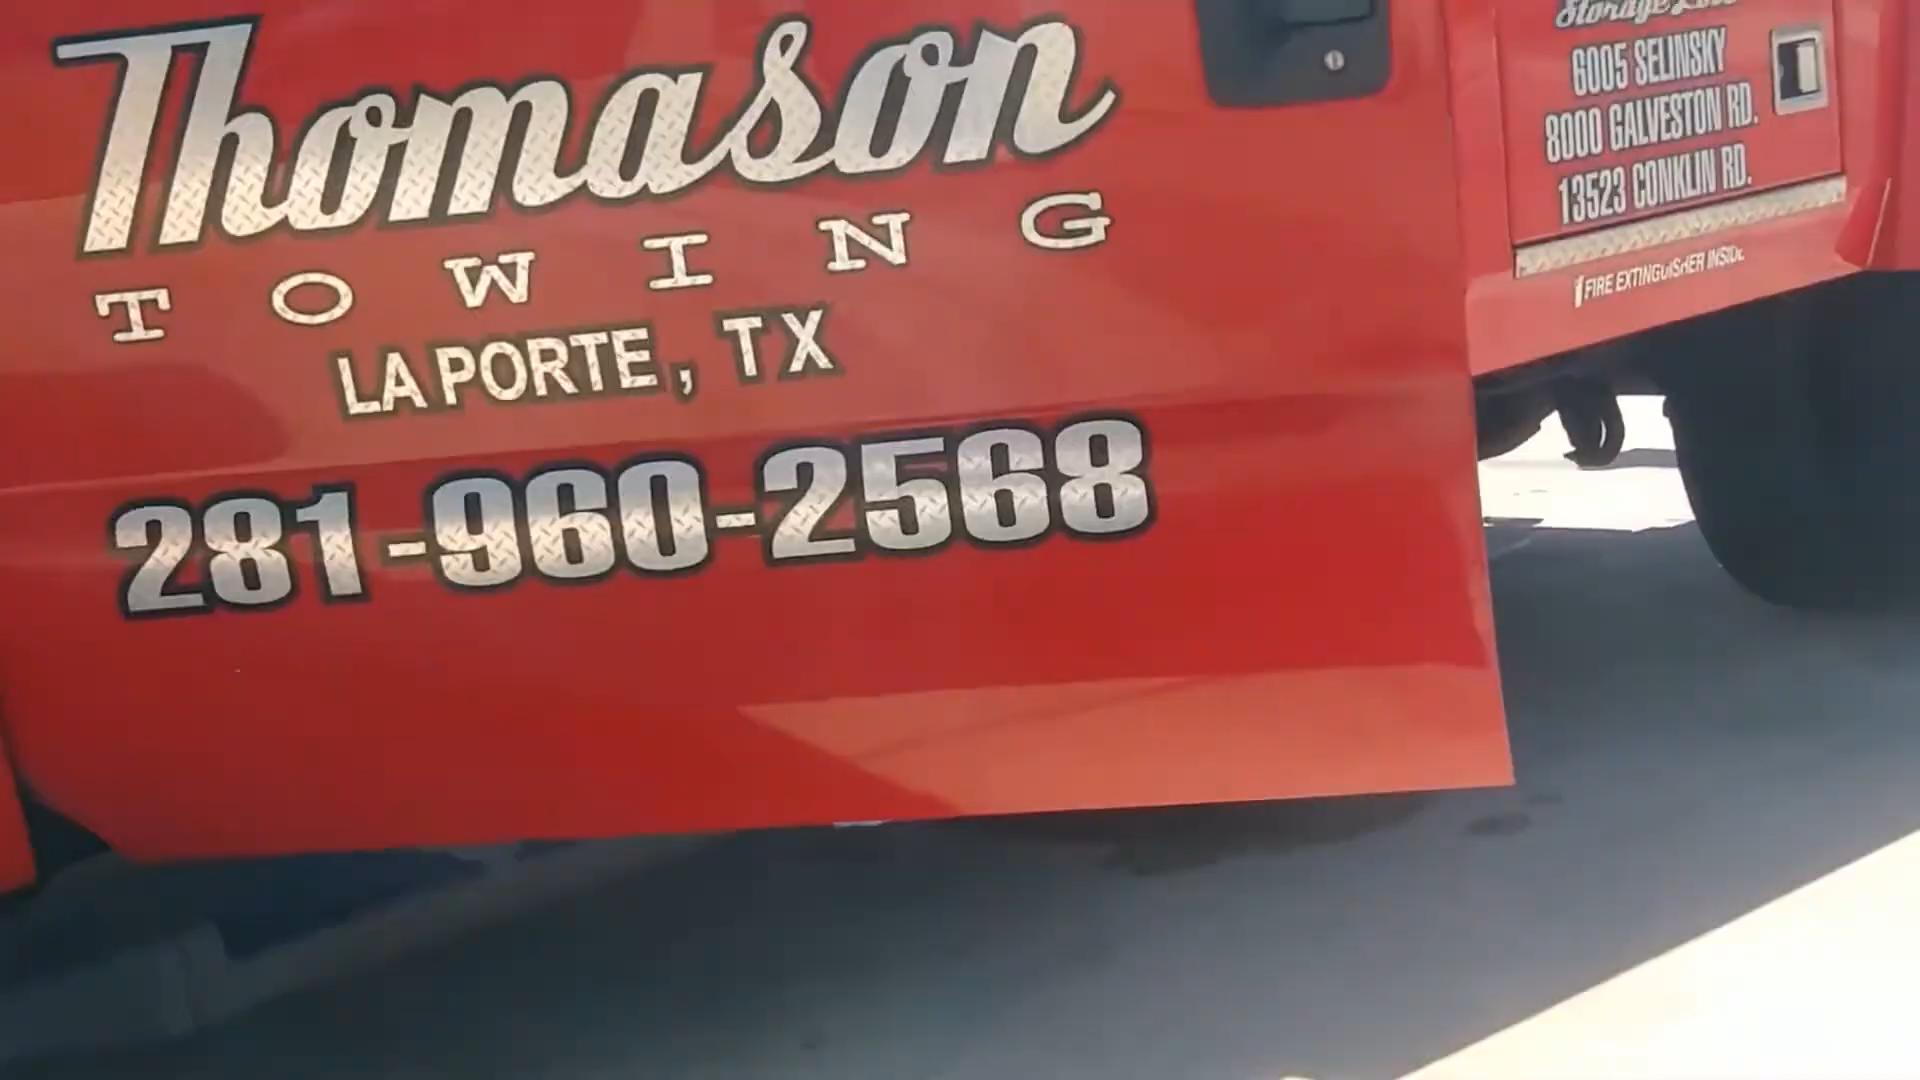 Thomason
TOWING
LA PORTE, TX
281-960-2568
Storage
6005 SELINSKY
8000 GALVESTON RD.
13523 CONKLIN RD.
FIRE EXTINGUISHER INSIDE